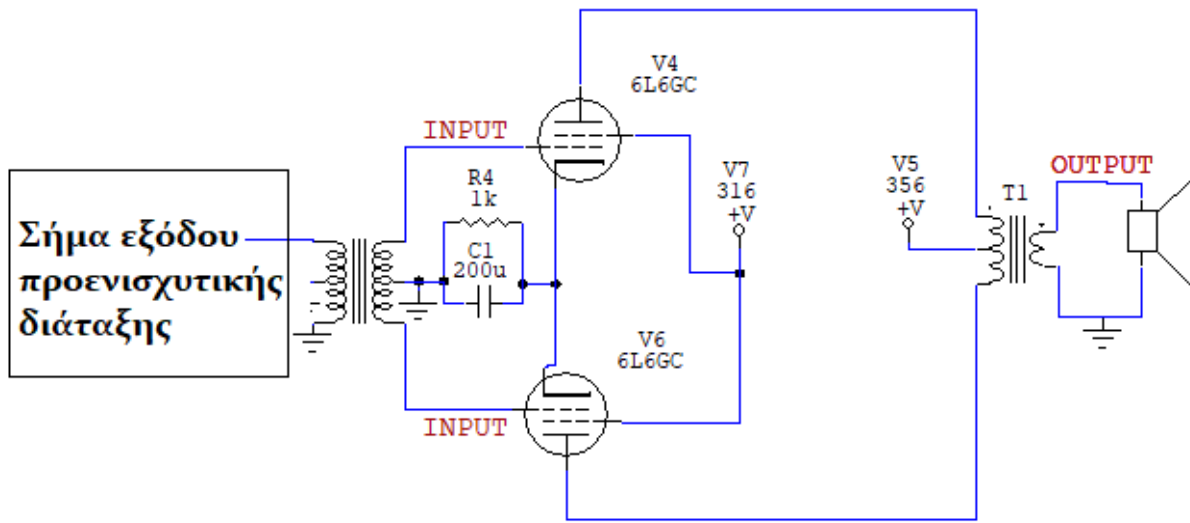 V4
6L6GC
INPUT
R4
1k
C1
200u
V7
316
+V
V5
356
+V
T1
OUTPUT
Σήμα εξόδου
προενισχυτικής
διάταξης
V6
6L6GC
INPUT